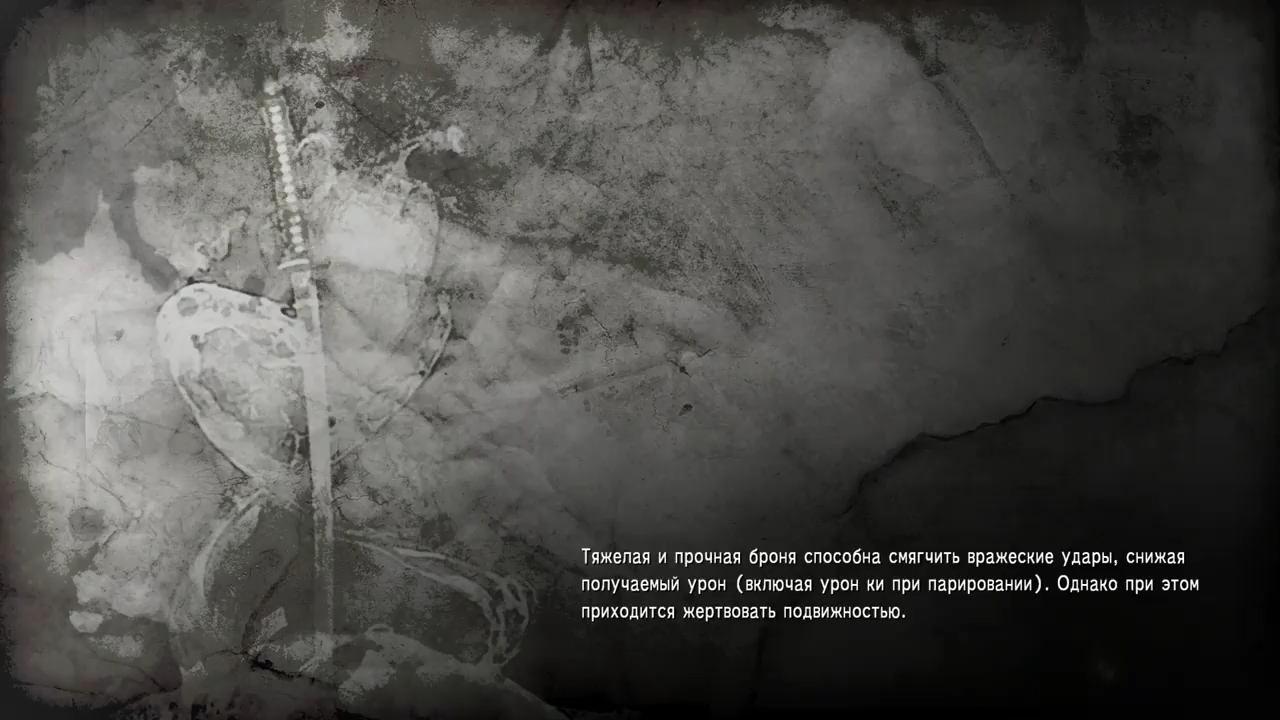 Тяжелая и прочная броня способна смягчить вражеские удары, снижая
получаемый урон (включая урон ки при парировании). Однако при этом
приходится жертвовать подвижностью.